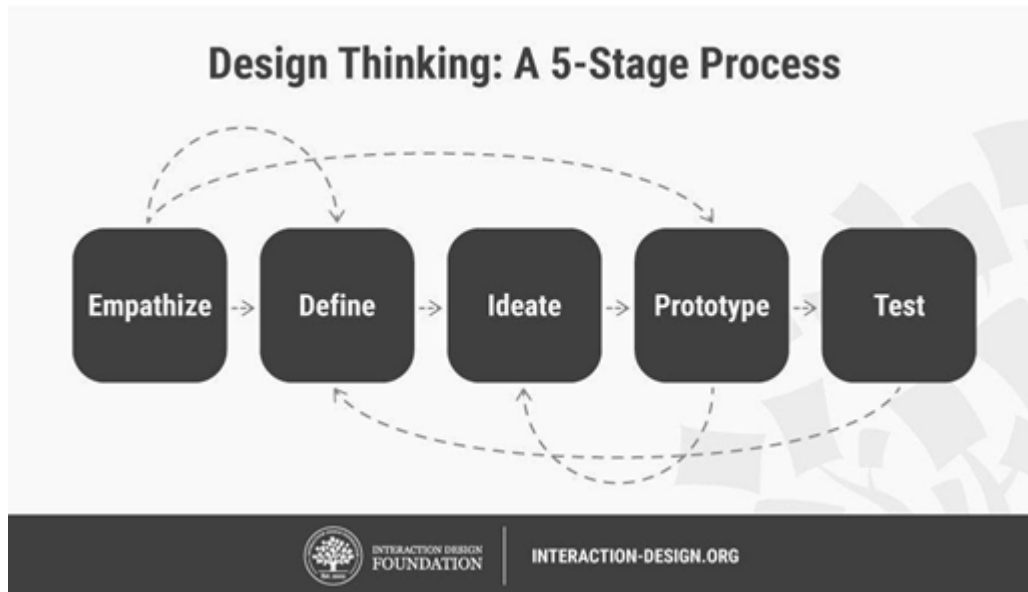 Design Thinking: A 5-Stage Process
Empathize
Define
Ideate
Prototype
Test
INTERACTION DESIGN
FOUNDATION
INTERACTION-DESIGN.ORG